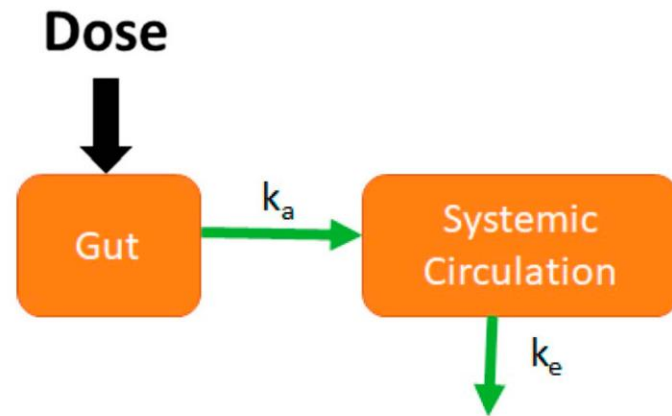 Dose
Gut
kₐ
Systemic
Circulation
kₑ